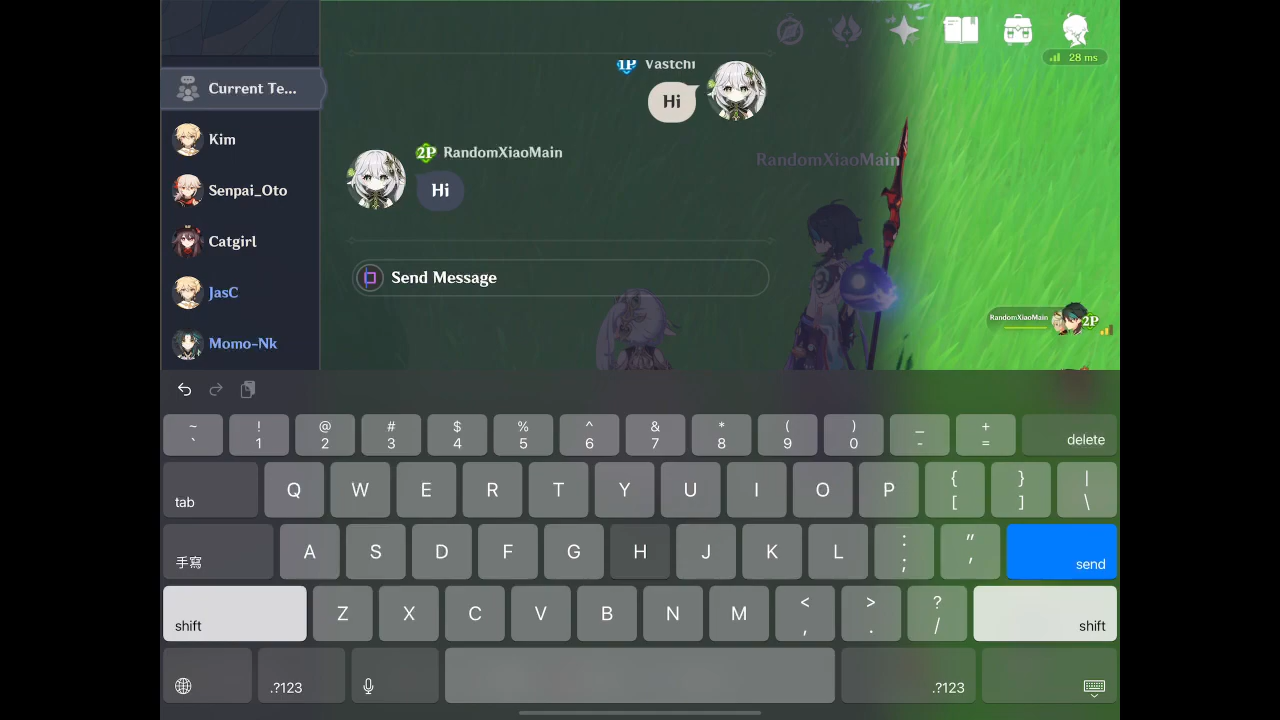 28 ms
Current Te...
Kim
Senpai_Oto
Catgirl
JasC
Momo-Nk
1P Vastchi
Hi
2P RandomXiaoMain
Hi
RandomXiaoMain
Send Message
RandomXiaoMain 2P
~ ! @ # $ % ^ & * ( ) _ +
` 1 2 3 4 5 6 7 8 9 0 - = delete
tab Q W E R T Y U I O P { [ } ] | \
手寫 A S D F G H J K L : ; " ' send
shift Z X C V B N M < , > . ? / shift
.?123 .?123